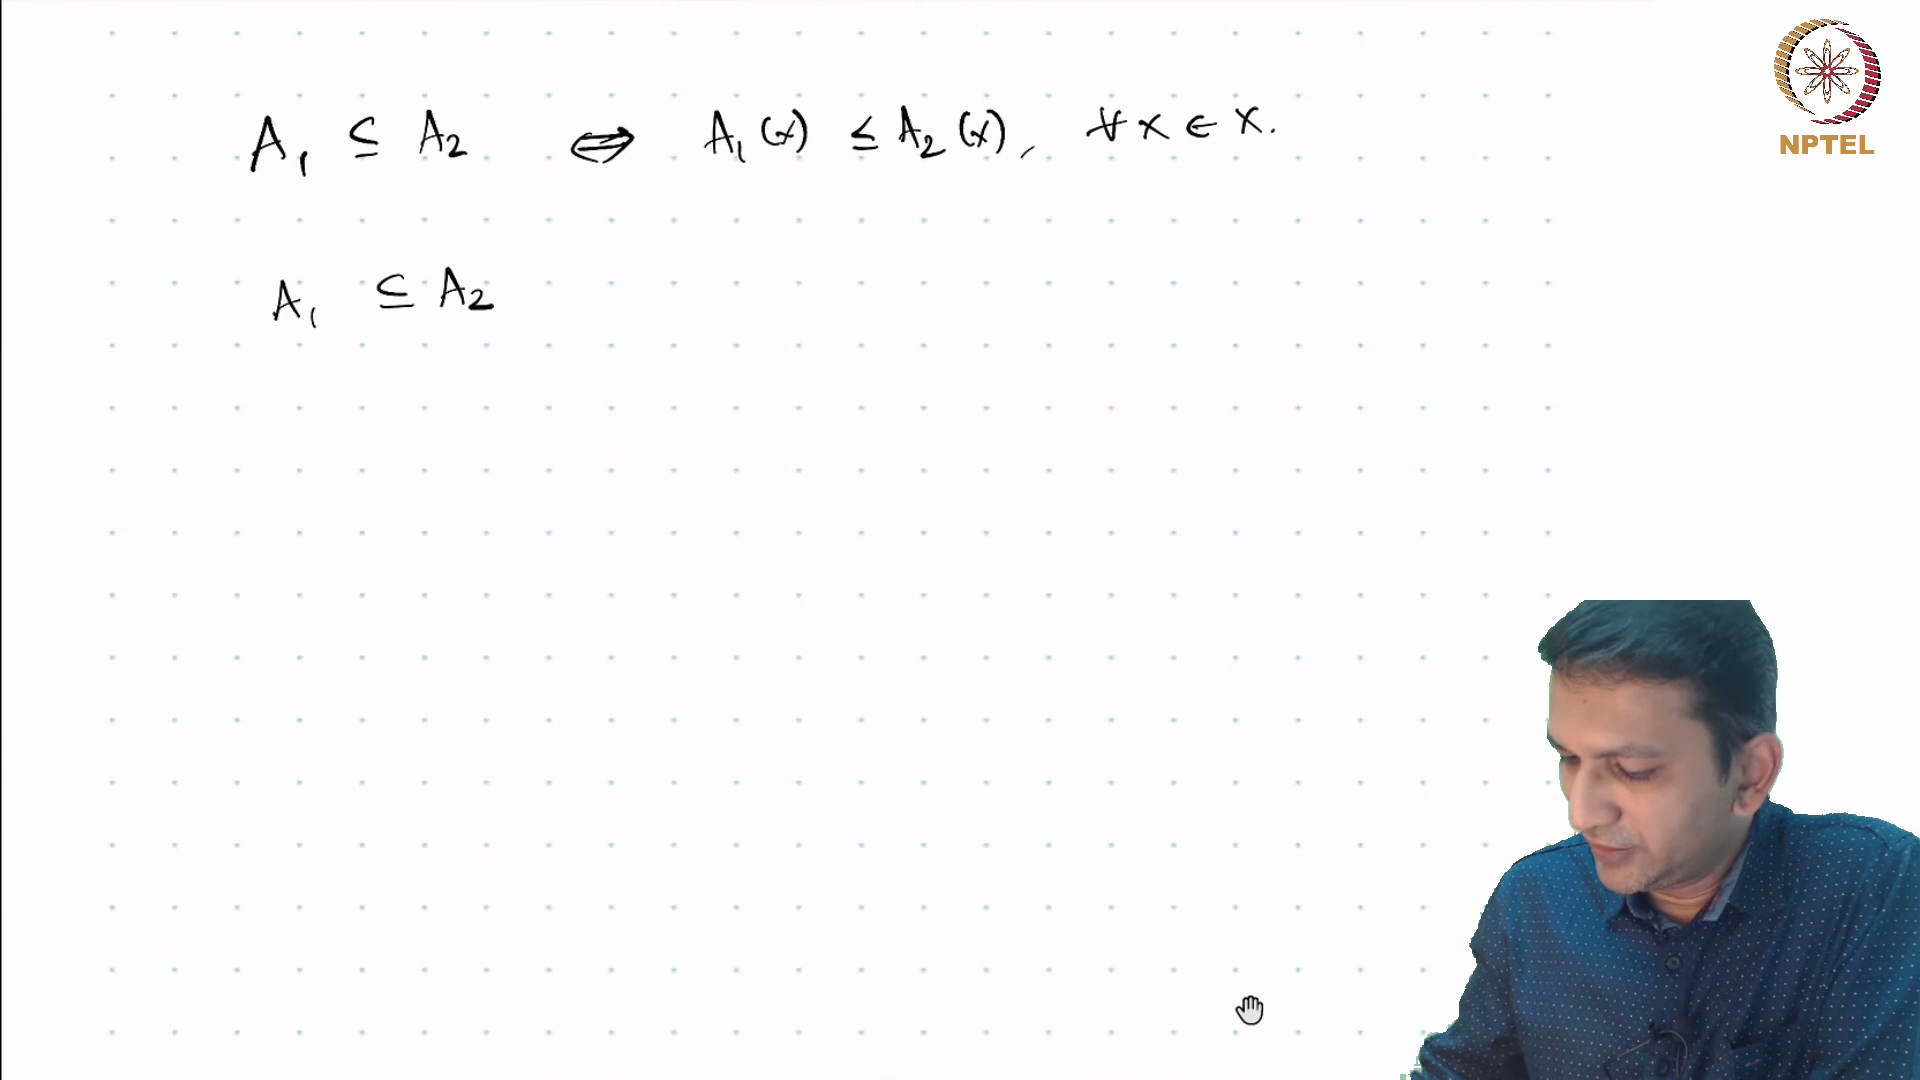 A₁ ⊆ A₂ ⇔ A₁(x) ≤ A₂(x), ∀ x ∈ X.
NPTEL
A₁ ⊆ A₂